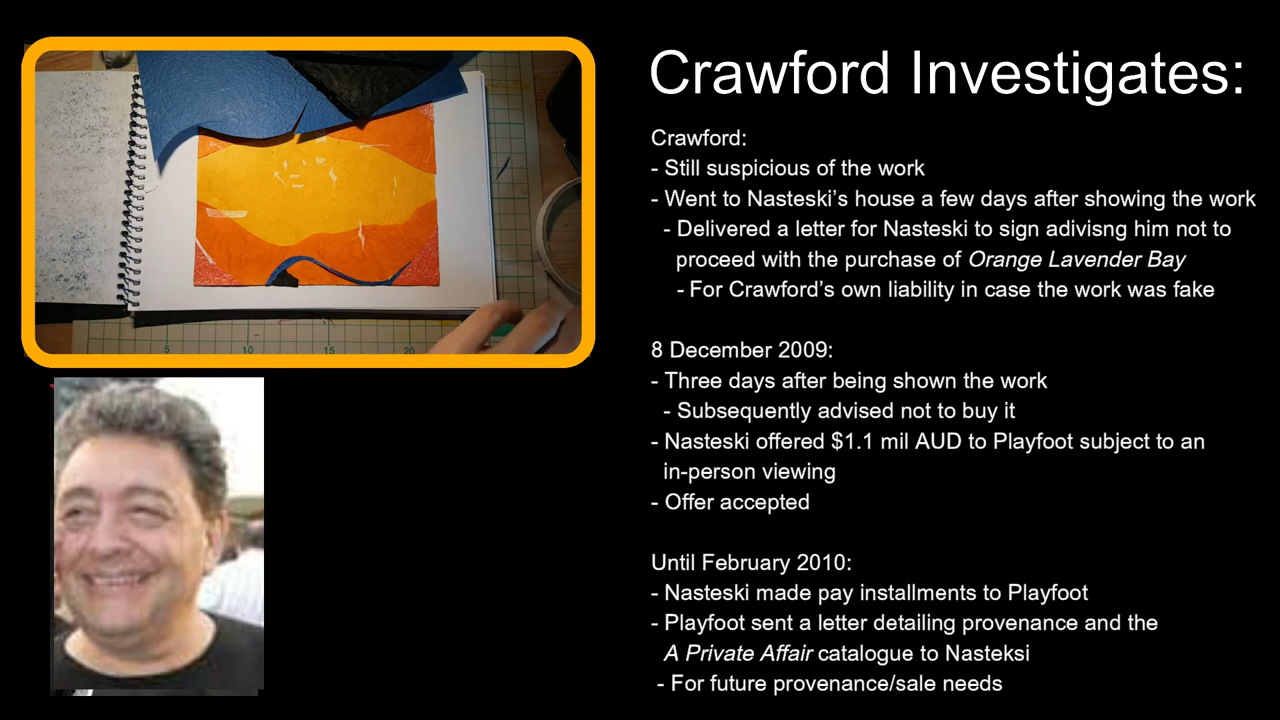 Crawford Investigates:
Crawford:
- Still suspicious of the work
- Went to Nasteski's house a few days after showing the work
- Delivered a letter for Nasteski to sign adivisng him not to
proceed with the purchase of Orange Lavender Bay
- For Crawford's own liability in case the work was fake
8 December 2009:
- Three days after being shown the work
- Subsequently advised not to buy it
- Nasteski offered $1.1 mil AUD to Playfoot subject to an
in-person viewing
- Offer accepted
Until February 2010:
- Nasteski made pay installments to Playfoot
- Playfoot sent a letter detailing provenance and the
A Private Affair catalogue to Nasteksi
- For future provenance/sale needs
5 10 15 20